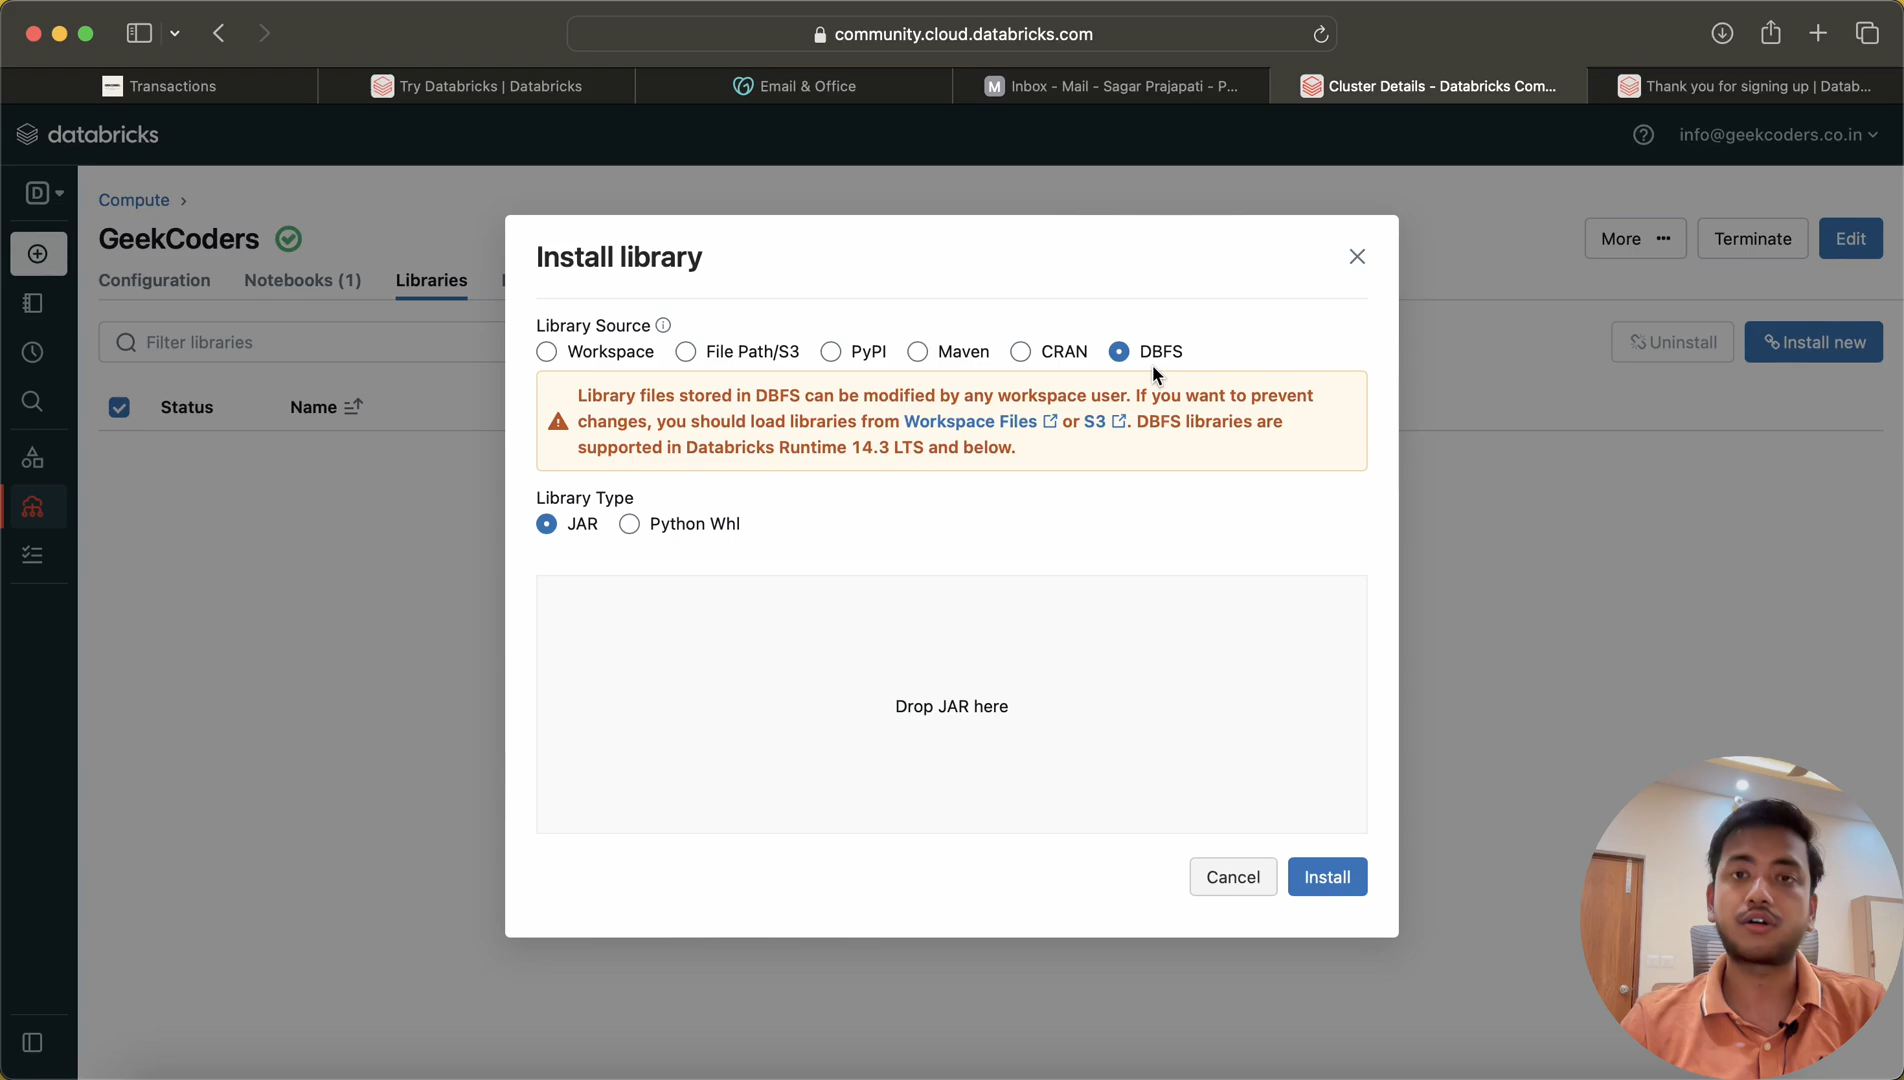 community.cloud.databricks.com
Transactions
Try Databricks | Databricks
Email & Office
M Inbox - Mail - Sagar Prajapati - P...
Cluster Details - Databricks Com...
Thank you for signing up | Datab...
databricks
info@geekcoders.co.in
D
Compute
GeekCoders
More
Terminate
Edit
Configuration
Notebooks (1)
Libraries
Filter libraries
Uninstall
Install new
Status
Name
Install library
Library Source
Workspace
File Path/S3
PyPI
Maven
CRAN
DBFS
Library files stored in DBFS can be modified by any workspace user. If you want to prevent
changes, you should load libraries from Workspace Files or S3. DBFS libraries are
supported in Databricks Runtime 14.3 LTS and below.
Library Type
JAR
Python Whl
Drop JAR here
Cancel
Install